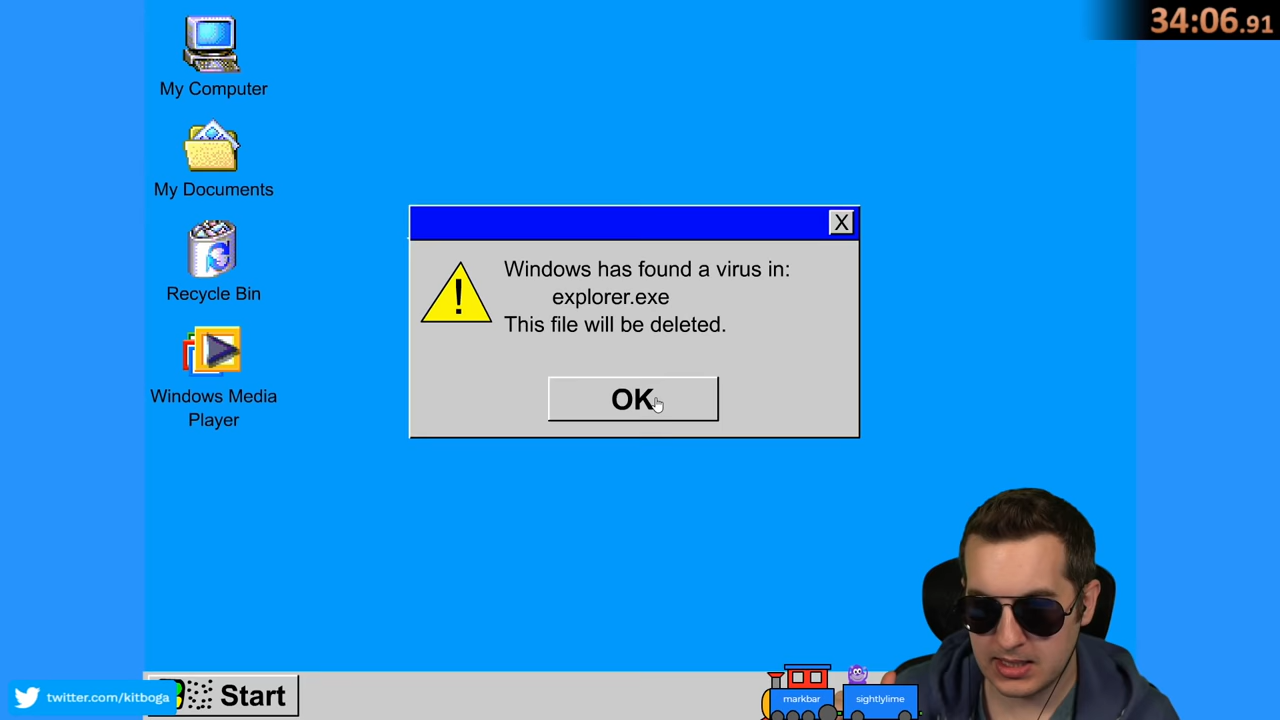 34:06.91
My Computer
My Documents
Recycle Bin
Windows Media
Player
X
Windows has found a virus in:
explorer.exe
This file will be deleted.
!
OK
Start
twitter.com/kitboga
markbar
sightlylime